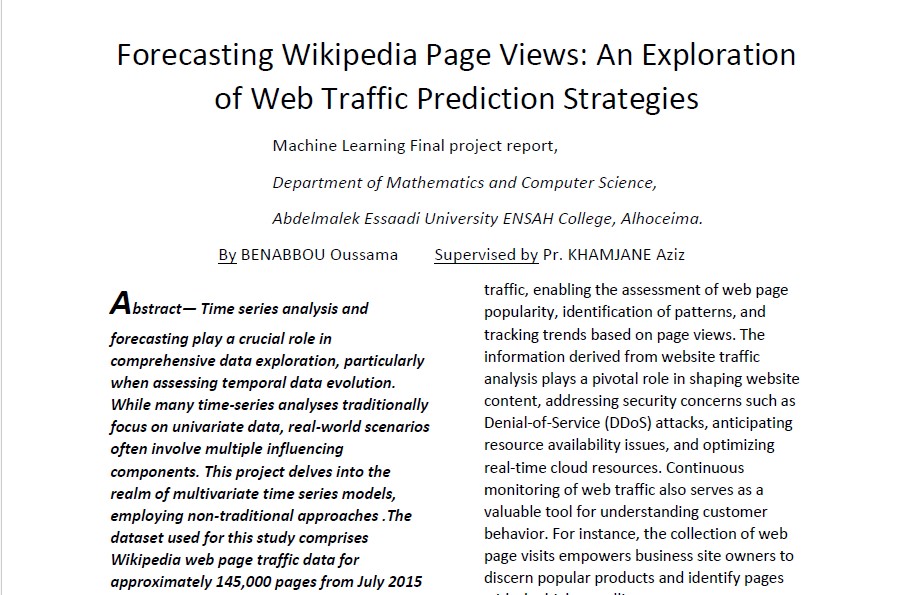 Forecasting Wikipedia Page Views: An Exploration
of Web Traffic Prediction Strategies
Machine Learning Final project report,
Department of Mathematics and Computer Science,
Abdelmalek Essaadi University ENSAH College, Alhoceima.
By BENABBOU Oussama Supervised by Pr. KHAMJANE Aziz
Abstract— Time series analysis and
forecasting play a crucial role in
comprehensive data exploration, particularly
when assessing temporal data evolution.
While many time-series analyses traditionally
focus on univariate data, real-world scenarios
often involve multiple influencing
components. This project delves into the
realm of multivariate time series models,
employing non-traditional approaches .The
dataset used for this study comprises
Wikipedia web page traffic data for
approximately 145,000 pages from July 2015
traffic, enabling the assessment of web page
popularity, identification of patterns, and
tracking trends based on page views. The
information derived from website traffic
analysis plays a pivotal role in shaping website
content, addressing security concerns such as
Denial-of-Service (DDoS) attacks, anticipating
resource availability issues, and optimizing
real-time cloud resources. Continuous
monitoring of web traffic also serves as a
valuable tool for understanding customer
behavior. For instance, the collection of web
page visits empowers business site owners to
discern popular products and identify pages